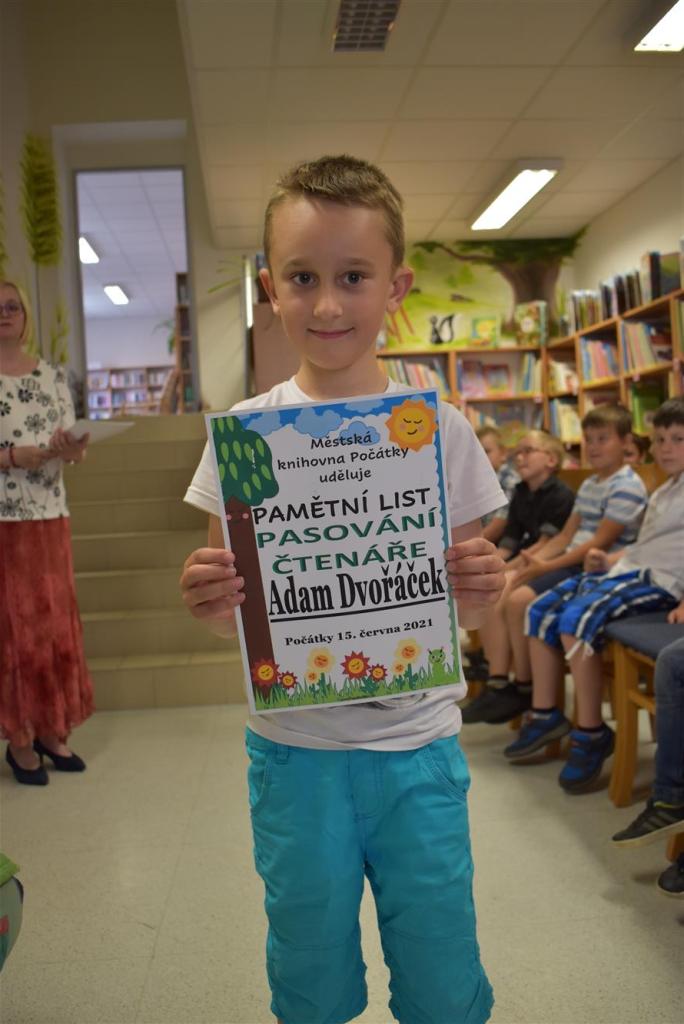 Městská
knihovna Počátky
uděluje
PAMĚTNÍ LIST
PASOVÁNÍ
ČTENÁŘE
Adam Dvořáček
Počátky 15. června 2021